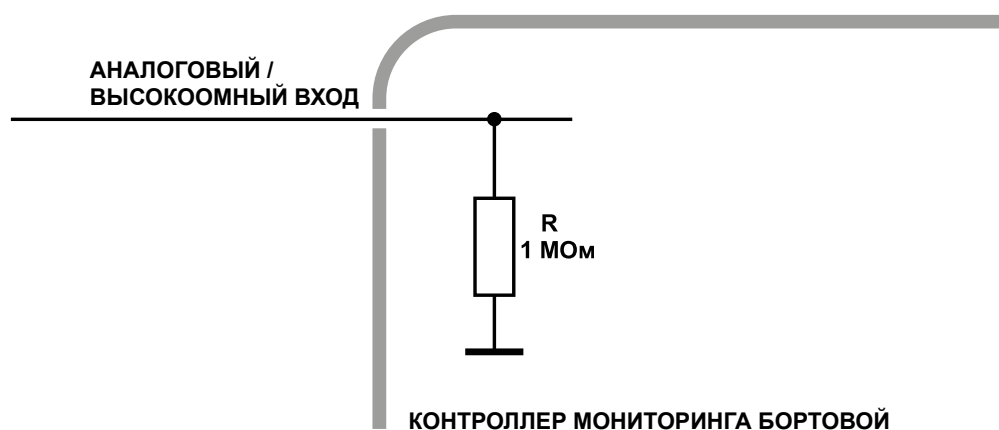 АНАЛОГОВЫЙ /
ВЫСОКООМНЫЙ ВХОД
R
1 МОм
КОНТРОЛЛЕР МОНИТОРИНГА БОРТОВОЙ